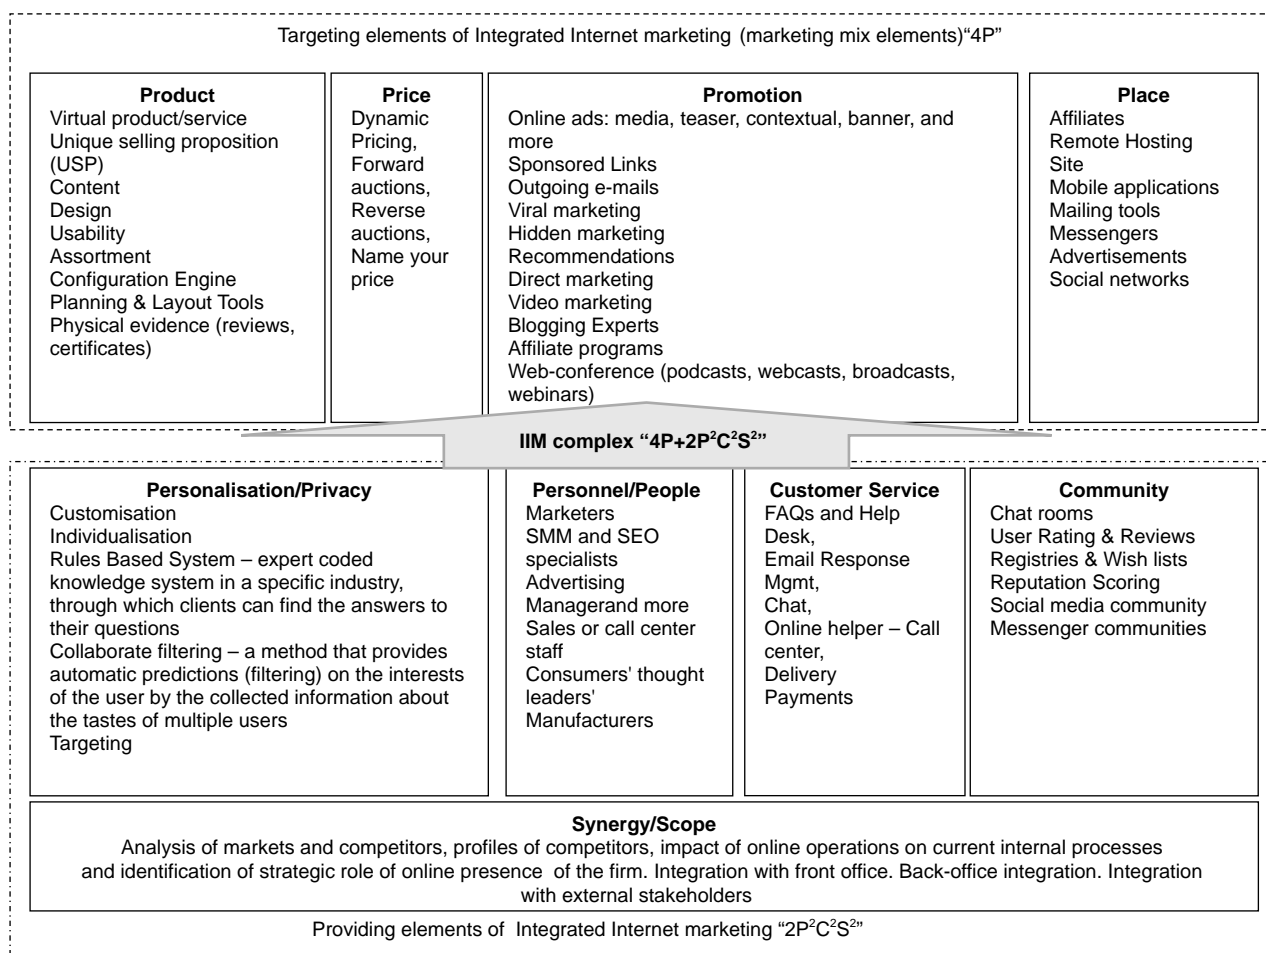 Targeting elements of Integrated Internet marketing (marketing mix elements)“4P”
Product
Virtual product/service
Unique selling proposition
(USP)
Content
Design
Usability
Assortment
Configuration Engine
Planning & Layout Tools
Physical evidence (reviews,
certificates)
Price
Dynamic
Pricing,
Forward
auctions,
Reverse
auctions,
Name your
price
Promotion
Online ads: media, teaser, contextual, banner, and
more
Sponsored Links
Outgoing e-mails
Viral marketing
Hidden marketing
Recommendations
Direct marketing
Video marketing
Blogging Experts
Affiliate programs
Web-conference (podcasts, webcasts, broadcasts,
webinars)
Place
Affiliates
Remote Hosting
Site
Mobile applications
Mailing tools
Messengers
Advertisements
Social networks
IIM complex “4P+2P²C²S²”
Personalisation/Privacy
Customisation
Individualisation
Rules Based System – expert coded
knowledge system in a specific industry,
through which clients can find the answers to
their questions
Collaborate filtering – a method that provides
automatic predictions (filtering) on the interests
of the user by the collected information about
the tastes of multiple users
Targeting
Personnel/People
Marketers
SMM and SEO
specialists
Advertising
Managerand more
Sales or call center
staff
Consumers' thought
leaders'
Manufacturers
Customer Service
FAQs and Help
Desk,
Email Response
Mgmt,
Chat,
Online helper – Call
center,
Delivery
Payments
Community
Chat rooms
User Rating & Reviews
Registries & Wish lists
Reputation Scoring
Social media community
Messenger communities
Synergy/Scope
Analysis of markets and competitors, profiles of competitors, impact of online operations on current internal processes
and identification of strategic role of online presence of the firm. Integration with front office. Back-office integration. Integration
with external stakeholders
Providing elements of Integrated Internet marketing “2P²C²S²”